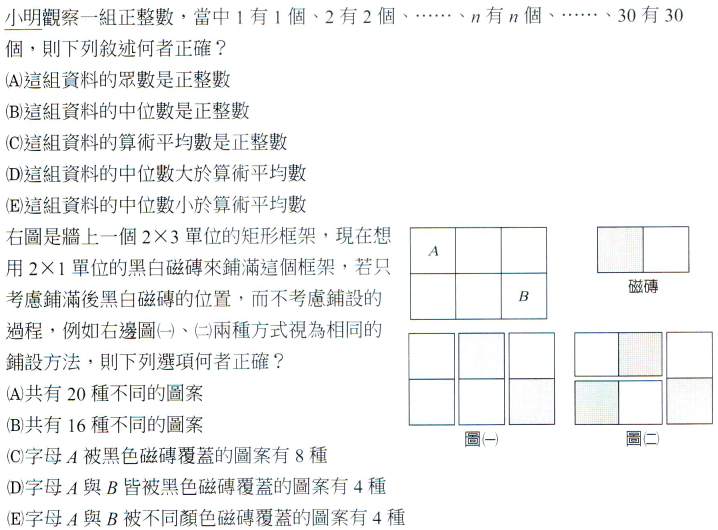 小明觀察一組正整數，當中 1 有 1 個、2 有 2 個、……、n 有 n 個、……、30 有 30
個，則下列敘述何者正確？
(A)這組資料的眾數是正整數
(B)這組資料的中位數是正整數
(C)這組資料的算術平均數是正整數
(D)這組資料的中位數大於算術平均數
(E)這組資料的中位數小於算術平均數
右圖是牆上一個 2×3 單位的矩形框架，現在想
用 2×1 單位的黑白磁磚來鋪滿這個框架，若只
考慮鋪滿後黑白磁磚的位置，而不考慮鋪設的
過程，例如右邊圖㈠、㈡兩種方式視為相同的
鋪設方法，則下列選項何者正確？
(A)共有 20 種不同的圖案
(B)共有 16 種不同的圖案
(C)字母 A 被黑色磁磚覆蓋的圖案有 8 種
(D)字母 A 與 B 皆被黑色磁磚覆蓋的圖案有 4 種
(E)字母 A 與 B 被不同顏色磁磚覆蓋的圖案有 4 種
A
B
磁磚
圖㈠
圖㈡